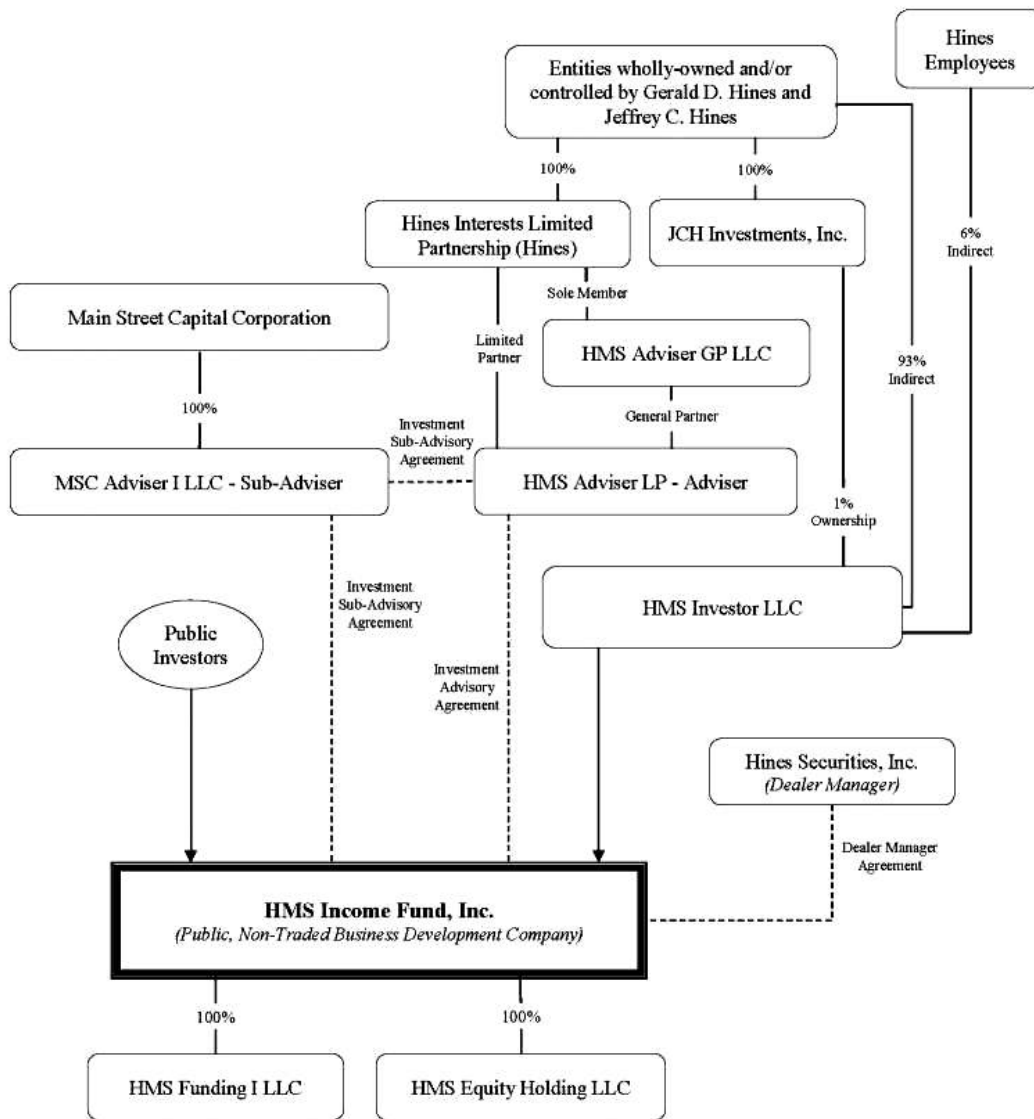 Hines
Employees
Entities wholly-owned and/or
controlled by Gerald D. Hines and
Jeffrey C. Hines
100%
100%
Hines Interests Limited
Partnership (Hines)
JCH Investments, Inc.
6%
Indirect
Sole Member
Main Street Capital Corporation
Limited
Partner
HMS Adviser GP LLC
93%
Indirect
100%
General Partner
Investment
Sub-Advisory
Agreement
MSC Adviser I LLC - Sub-Adviser
HMS Adviser LP - Adviser
1%
Ownership
Investment
Sub-Advisory
Agreement
HMS Investor LLC
Public
Investors
Investment
Advisory
Agreement
Hines Securities, Inc.
(Dealer Manager)
Dealer Manager
Agreement
HMS Income Fund, Inc.
(Public, Non-Traded Business Development Company)
100%
100%
HMS Funding I LLC
HMS Equity Holding LLC